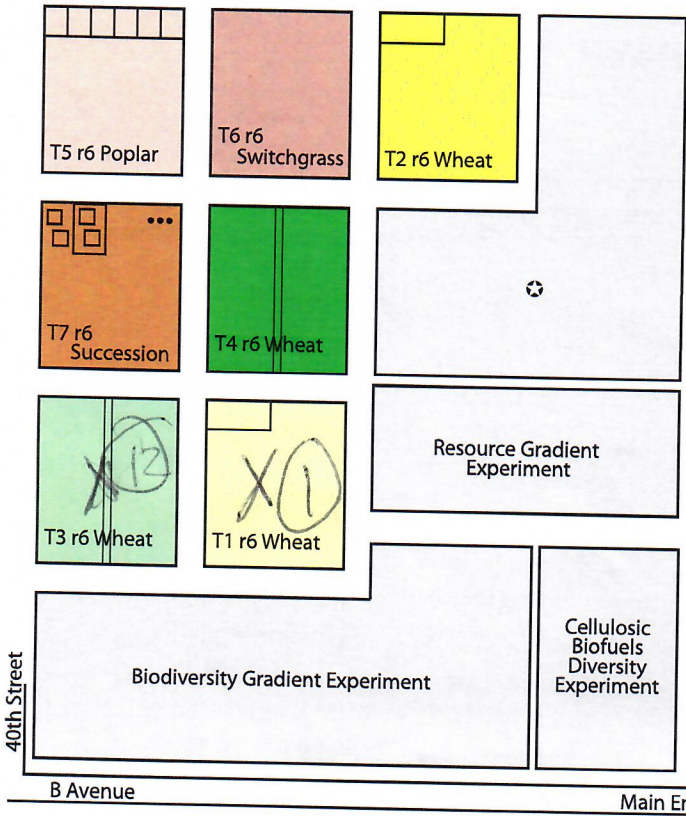 T5 r6 Poplar
T6 r6
Switchgrass
T2 r6 Wheat
T7 r6
Succession
T4 r6 Wheat
Resource Gradient
Experiment
X 12
T3 r6 Wheat
X 1
T1 r6 Wheat
Biodiversity Gradient Experiment
Cellulosic
Biofuels
Diversity
Experiment
40th Street
B Avenue
Main